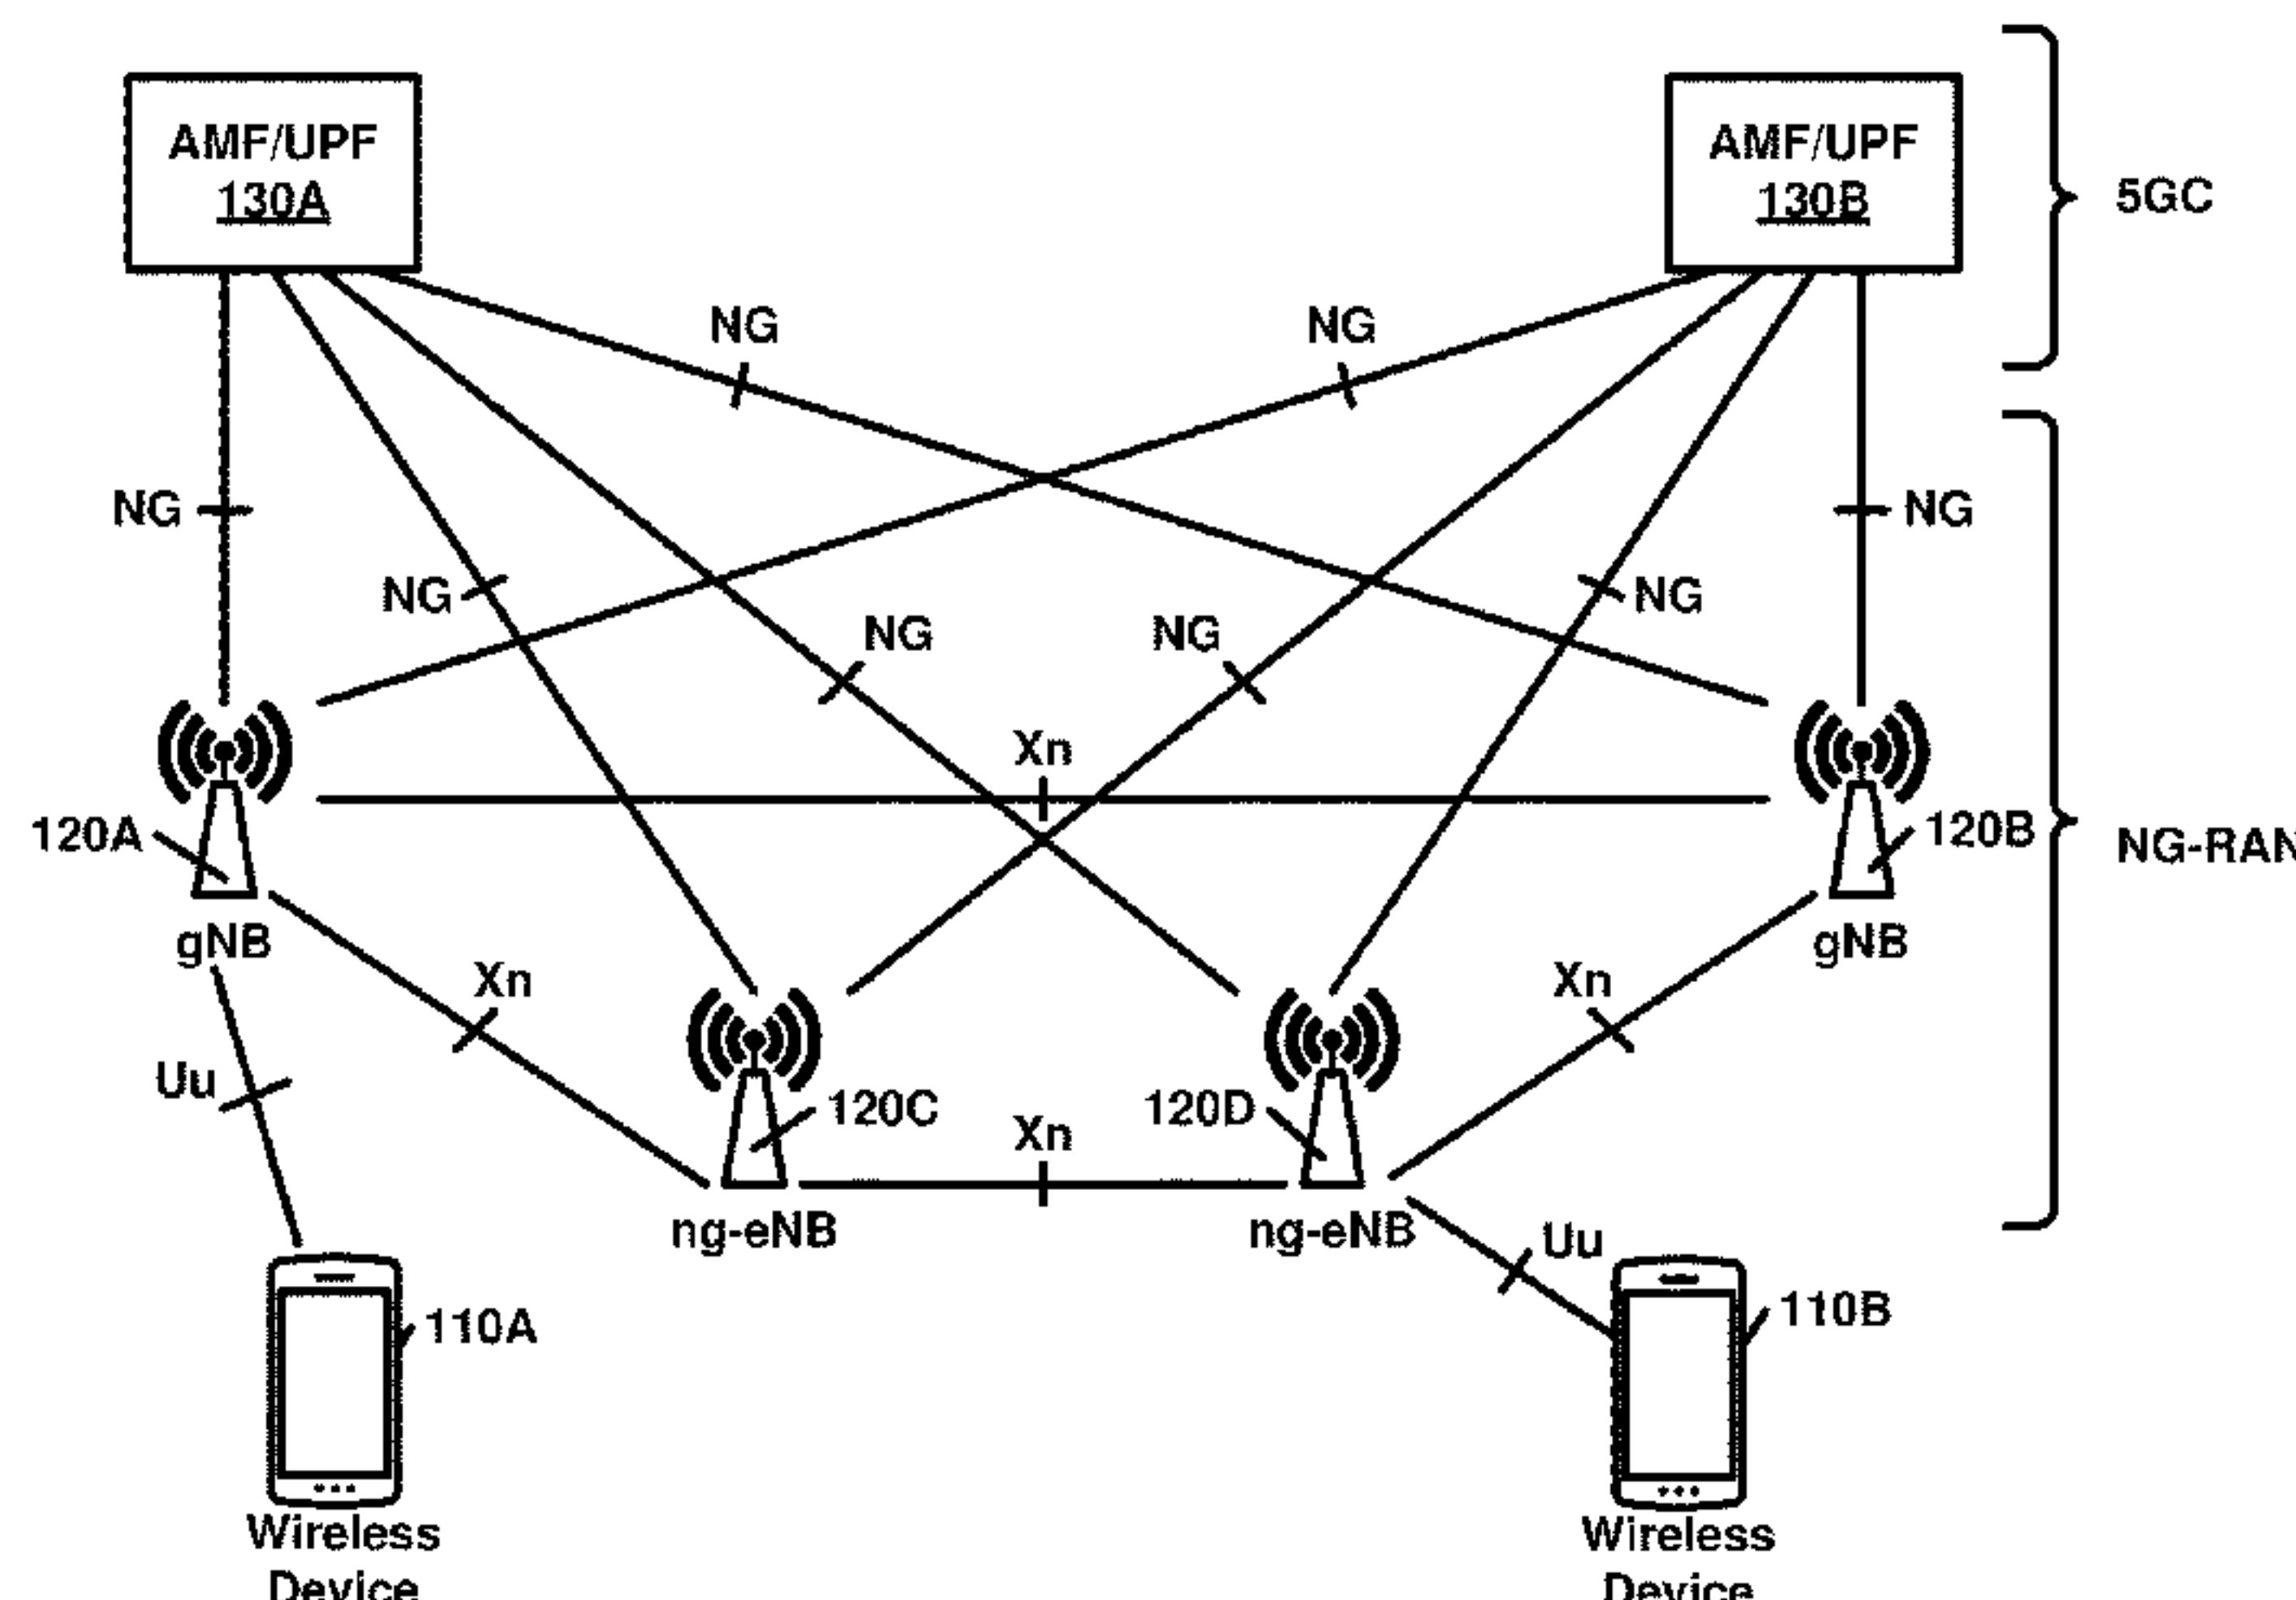 AMF/UPF
130A
AMF/UPF
130B
5GC
NG
NG
NG
NG
NG
NG
NG
NG
Xn
120A
120B
NG-RAN
gNB
gNB
Xn
Xn
Uu
120C
120D
Xn
ng-eNB
ng-eNB
Uu
110A
110B
Wireless
Device
Wireless
Device